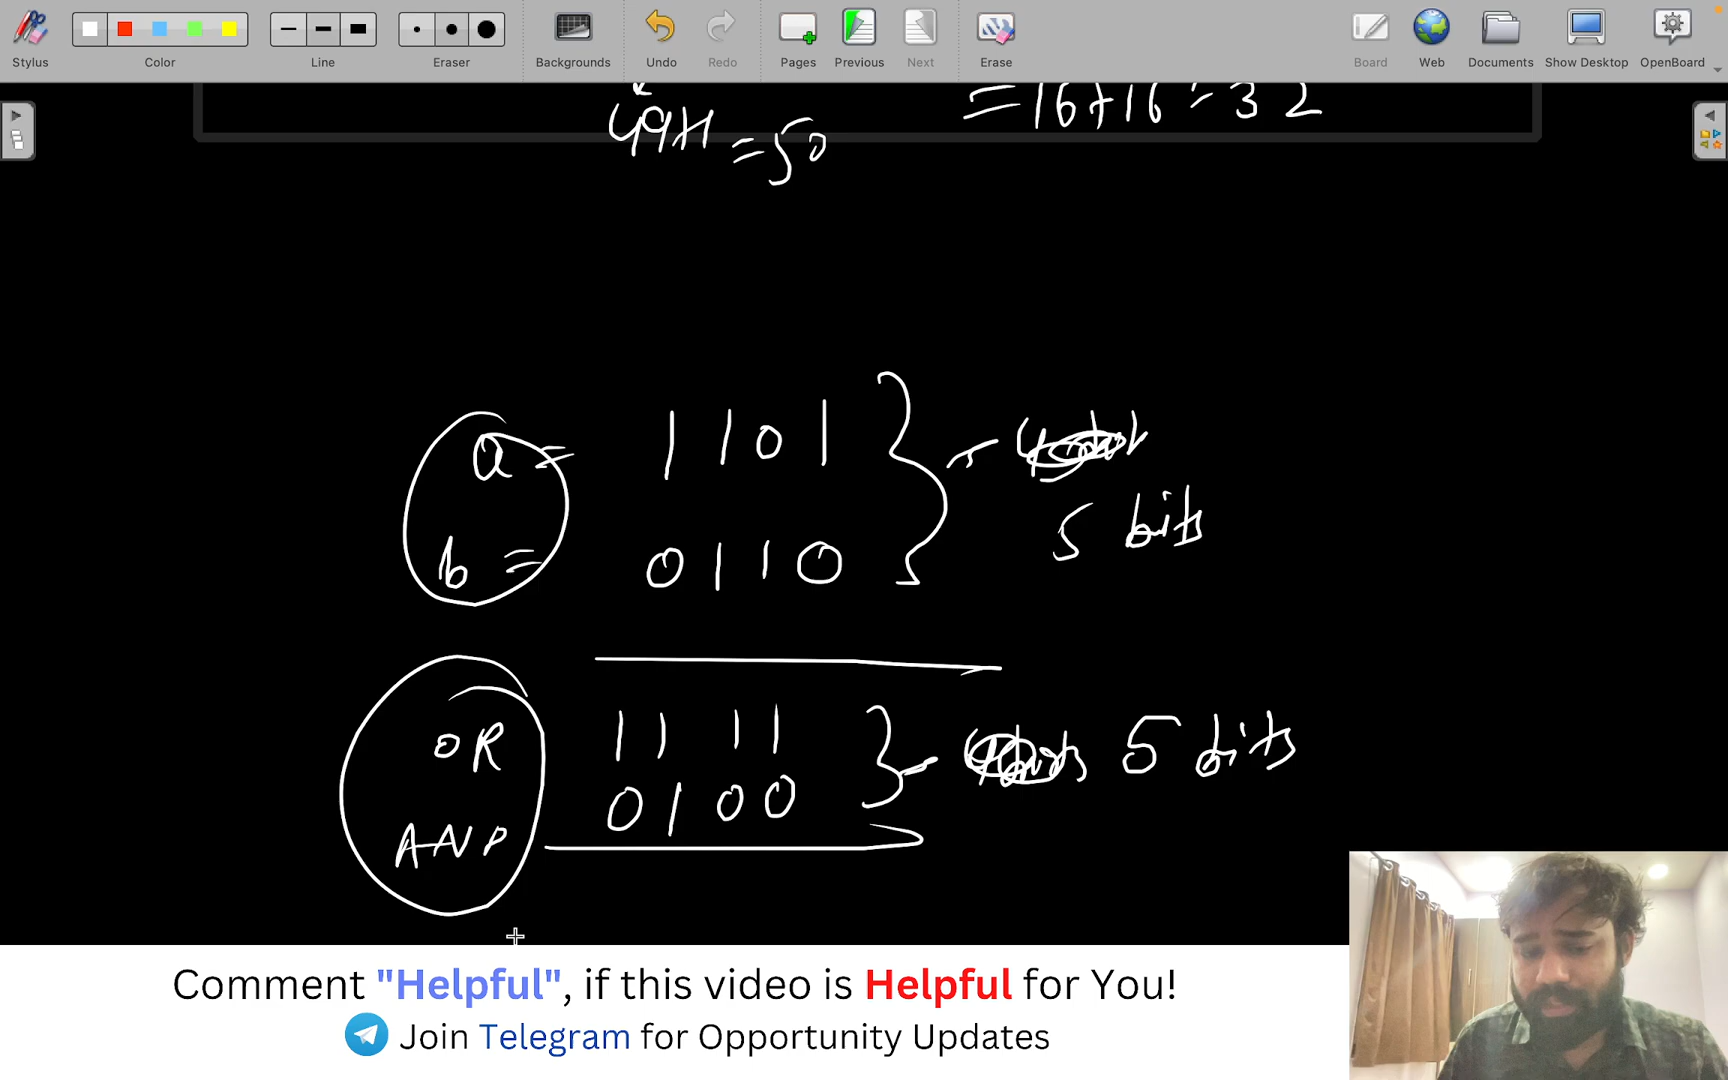 Stylus
Color
Line
Eraser
Backgrounds
Undo
Redo
Pages
Previous
Next
Erase
Board
Web
Documents
Show Desktop
OpenBoard
49+1 = 50
= 16+16 = 32
a = 1101
5 bits
b = 0110
OR 1111
5 bits
AND 0100
Comment "Helpful", if this video is Helpful for You!
Join Telegram for Opportunity Updates